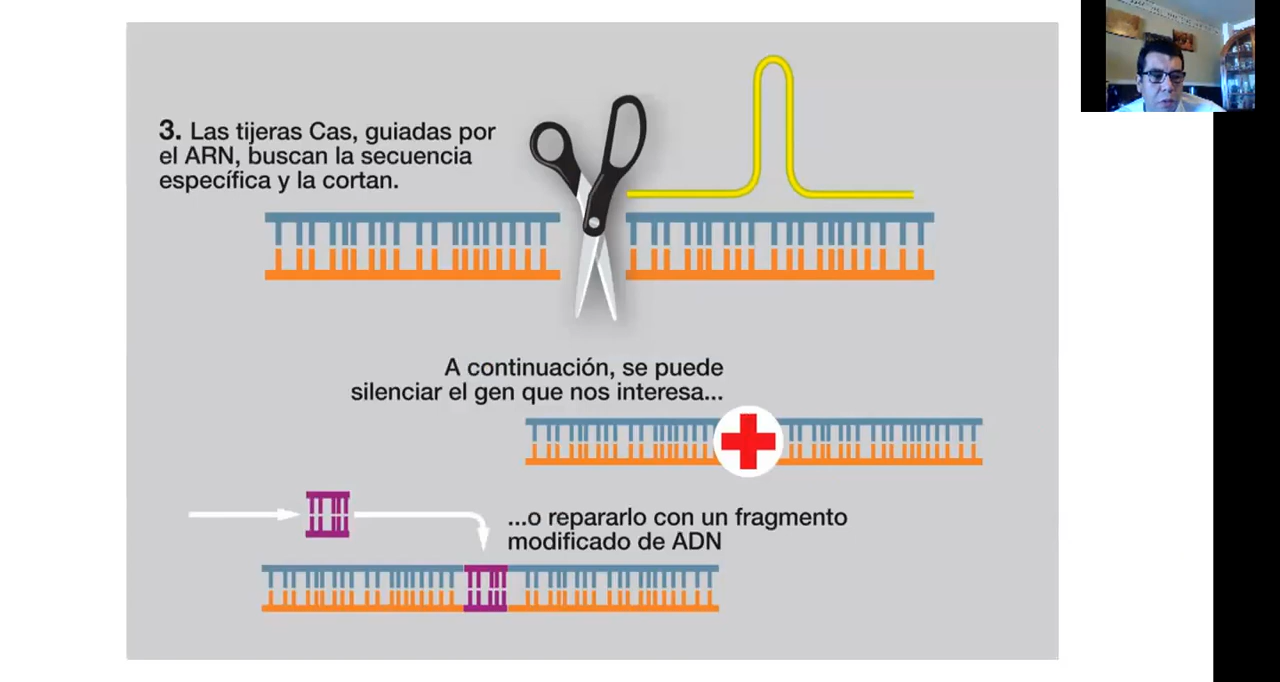 3. Las tijeras Cas, guiadas por
el ARN, buscan la secuencia
específica y la cortan.
A continuación, se puede
silenciar el gen que nos interesa...
...o repararlo con un fragmento
modificado de ADN